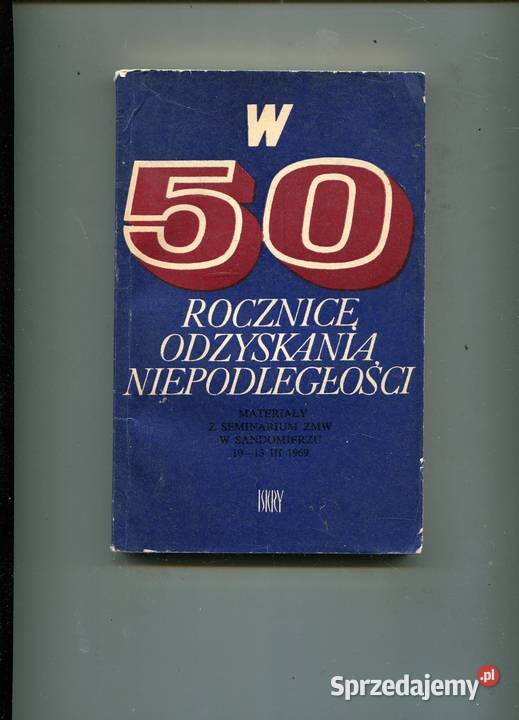 W
50
ROCZNICĘ
ODZYSKANIA
NIEPODLEGŁOŚCI
MATERIAŁY
Z SEMINARIUM ZMW
W SANDOMIERZU
10-13 III 1969
ISKRY
Sprzedajemy.pl